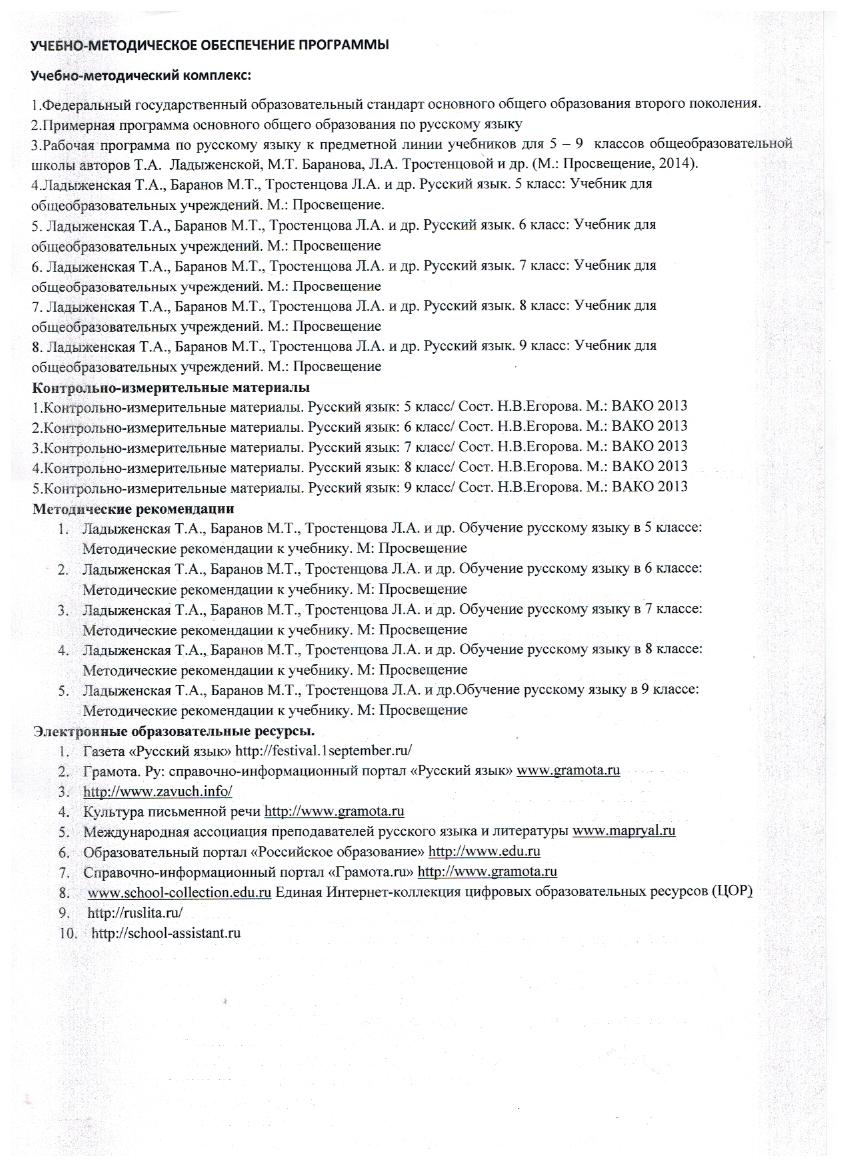 УЧЕБНО-МЕТОДИЧЕСКОЕ ОБЕСПЕЧЕНИЕ ПРОГРАММЫ
Учебно-методический комплекс:
1.Федеральный государственный образовательный стандарт основного общего образования второго поколения.
2.Примерная программа основного общего образования по русскому языку
3.Рабочая программа по русскому языку к предметной линии учебников для 5 – 9 классов общеобразовательной
школы авторов Т.А. Ладыженской, М.Т. Баранова, Л.А. Тростенцовой и др. (М.: Просвещение, 2014).
4.Ладыженская Т.А., Баранов М.Т., Тростенцова Л.А. и др. Русский язык. 5 класс: Учебник для
общеобразовательных учреждений. М.: Просвещение.
5. Ладыженская Т.А., Баранов М.Т., Тростенцова Л.А. и др. Русский язык. 6 класс: Учебник для
общеобразовательных учреждений. М.: Просвещение
6. Ладыженская Т.А., Баранов М.Т., Тростенцова Л.А. и др. Русский язык. 7 класс: Учебник для
общеобразовательных учреждений. М.: Просвещение
7. Ладыженская Т.А., Баранов М.Т., Тростенцова Л.А. и др. Русский язык. 8 класс: Учебник для
общеобразовательных учреждений. М.: Просвещение
8. Ладыженская Т.А., Баранов М.Т., Тростенцова Л.А. и др. Русский язык. 9 класс: Учебник для
общеобразовательных учреждений. М.: Просвещение
Контрольно-измерительные материалы
1.Контрольно-измерительные материалы. Русский язык: 5 класс/ Сост. Н.В.Егорова. М.: ВАКО 2013
2.Контрольно-измерительные материалы. Русский язык: 6 класс/ Сост. Н.В.Егорова. М.: ВАКО 2013
3.Контрольно-измерительные материалы. Русский язык: 7 класс/ Сост. Н.В.Егорова. М.: ВАКО 2013
4.Контрольно-измерительные материалы. Русский язык: 8 класс/ Сост. Н.В.Егорова. М.: ВАКО 2013
5.Контрольно-измерительные материалы. Русский язык: 9 класс/ Сост. Н.В.Егорова. М.: ВАКО 2013
Методические рекомендации
1. Ладыженская Т.А., Баранов М.Т., Тростенцова Л.А. и др. Обучение русскому языку в 5 классе:
Методические рекомендации к учебнику. М: Просвещение
2. Ладыженская Т.А., Баранов М.Т., Тростенцова Л.А. и др. Обучение русскому языку в 6 классе:
Методические рекомендации к учебнику. М: Просвещение
3. Ладыженская Т.А., Баранов М.Т., Тростенцова Л.А. и др. Обучение русскому языку в 7 классе:
Методические рекомендации к учебнику. М: Просвещение
4. Ладыженская Т.А., Баранов М.Т., Тростенцова Л.А. и др. Обучение русскому языку в 8 классе:
Методические рекомендации к учебнику. М: Просвещение
5. Ладыженская Т.А., Баранов М.Т., Тростенцова Л.А. и др.Обучение русскому языку в 9 классе:
Методические рекомендации к учебнику. М: Просвещение
Электронные образовательные ресурсы.
1. Газета «Русский язык» http://festival.1september.ru/
2. Грамота. Ру: справочно-информационный портал «Русский язык» www.gramota.ru
3. http://www.zavuch.info/
4. Культура письменной речи http://www.gramota.ru
5. Международная ассоциация преподавателей русского языка и литературы www.mapryal.ru
6. Образовательный портал «Российское образование» http://www.edu.ru
7. Справочно-информационный портал «Грамота.ru» http://www.gramota.ru
8. www.school-collection.edu.ru Единая Интернет-коллекция цифровых образовательных ресурсов (ЦОР)
9. http://ruslita.ru/
10. http://school-assistant.ru